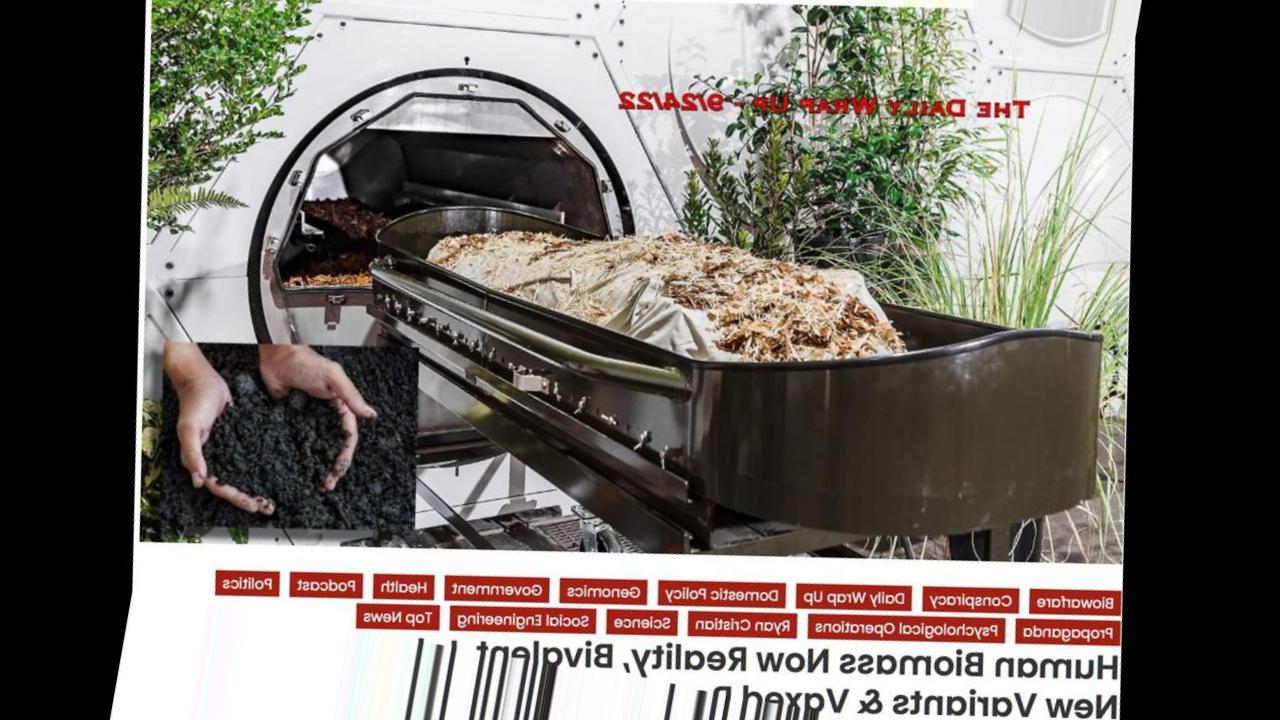 The Daily Wrap Up - 9/24/22
Biowarfare Conspiracy Daily Wrap Up Domestic Policy Genomics Government Health Podcast Politics
Propaganda Psychological Operations Ryan Cristian Science Social Engineering Top News
Human Biomass Now Reality, Bivalent
New Variants & Vaxed